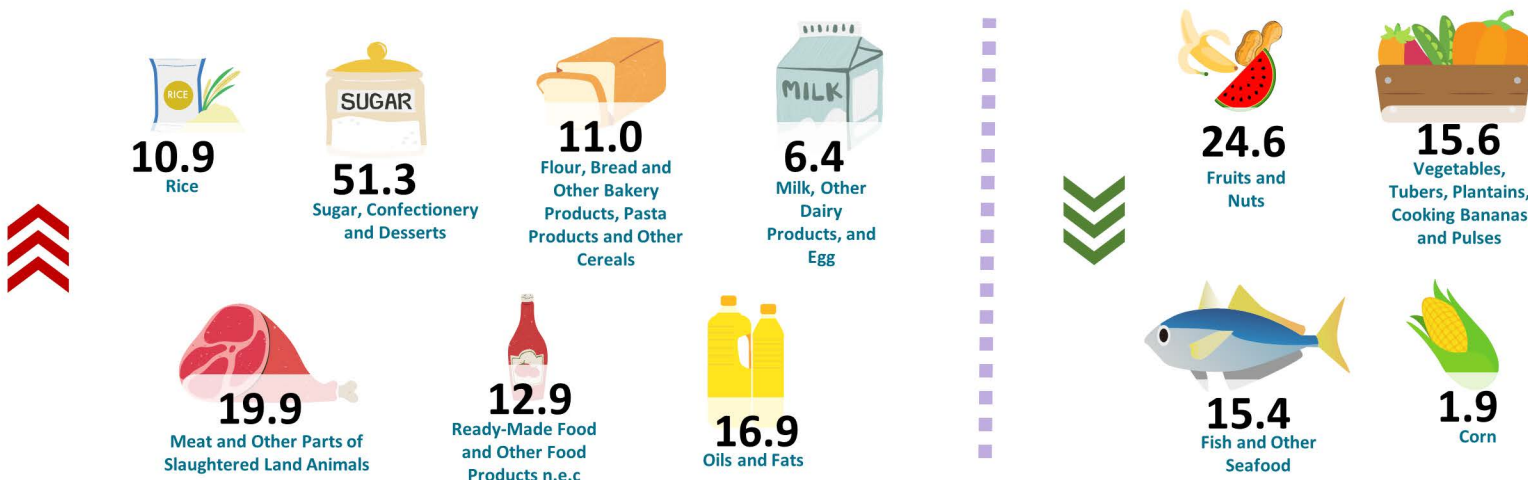 RICE
10.9
Rice
SUGAR
51.3
Sugar, Confectionery
and Desserts
11.0
Flour, Bread and
Other Bakery
Products, Pasta
Products and Other
Cereals
MILK
6.4
Milk, Other
Dairy
Products, and
Egg
19.9
Meat and Other Parts of
Slaughtered Land Animals
12.9
Ready-Made Food
and Other Food
Products n.e.c
16.9
Oils and Fats
24.6
Fruits and
Nuts
15.6
Vegetables,
Tubers, Plantains,
Cooking Bananas
and Pulses
15.4
Fish and Other
Seafood
1.9
Corn